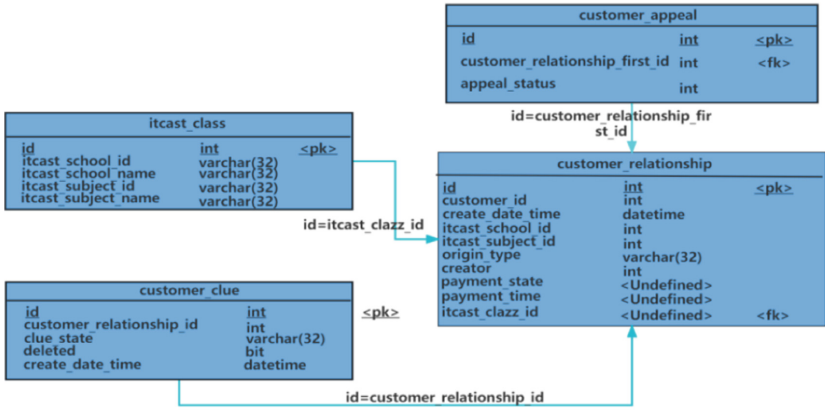 customer_appeal
id int <pk>
customer_relationship_first_id int <fk>
appeal_status int
id=customer_relationship_fir
st_id
itcast_class
id int <pk>
itcast_school_id varchar(32)
itcast_school_name varchar(32)
itcast_subject_id varchar(32)
itcast_subject_name varchar(32)
id=itcast_clazz_id
customer_relationship
id int <pk>
customer_id int
create_date_time datetime
itcast_school_id int
itcast_subject_id int
origin_type varchar(32)
creator int
payment_state <Undefined>
payment_time <Undefined>
itcast_clazz_id <Undefined> <fk>
customer_clue
id int <pk>
customer_relationship_id int
clue_state varchar(32)
deleted bit
create_date_time datetime
id=customer_relationship_id